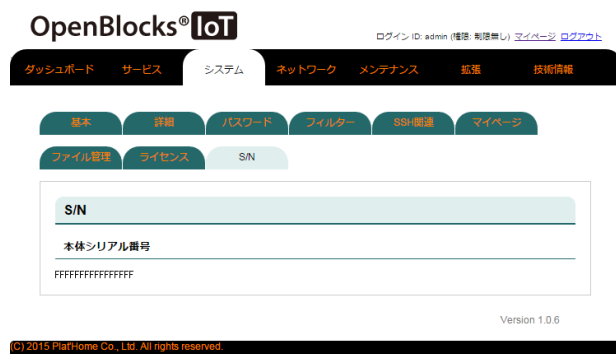 OpenBlocks® IoT
ログイン ID: admin (権限: 制限無し) マイページ ログアウト
ダッシュボード サービス システム ネットワーク メンテナンス 拡張 技術情報
基本 詳細 パスワード フィルター SSH関連 マイページ
ファイル管理 ライセンス S/N
S/N
本体シリアル番号
FFFFFFFFFFFFFFFF
Version 1.0.6
(C) 2015 Plat'Home Co., Ltd. All rights reserved.